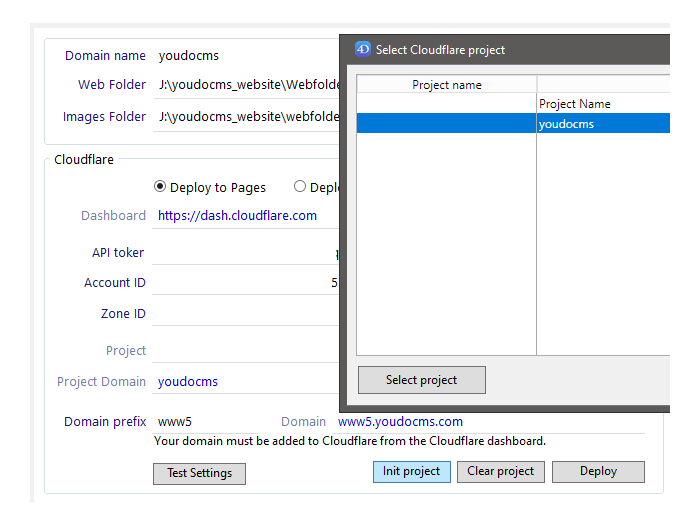 Domain name youdocms
Web Folder J:\youdocms_website\Webfolde
Images Folder J:\youdocms_website\webfolde
Cloudflare
Deploy to Pages Depl
Dashboard https://dash.cloudflare.com
API toker
Account ID 5
Zone ID
Project
Project Domain youdocms
Domain prefix www5 Domain www5.youdocms.com
Your domain must be added to Cloudflare from the Cloudflare dashboard.
Test Settings Init project Clear project Deploy
4D Select Cloudflare project
Project name
Project Name
youdocms
Select project